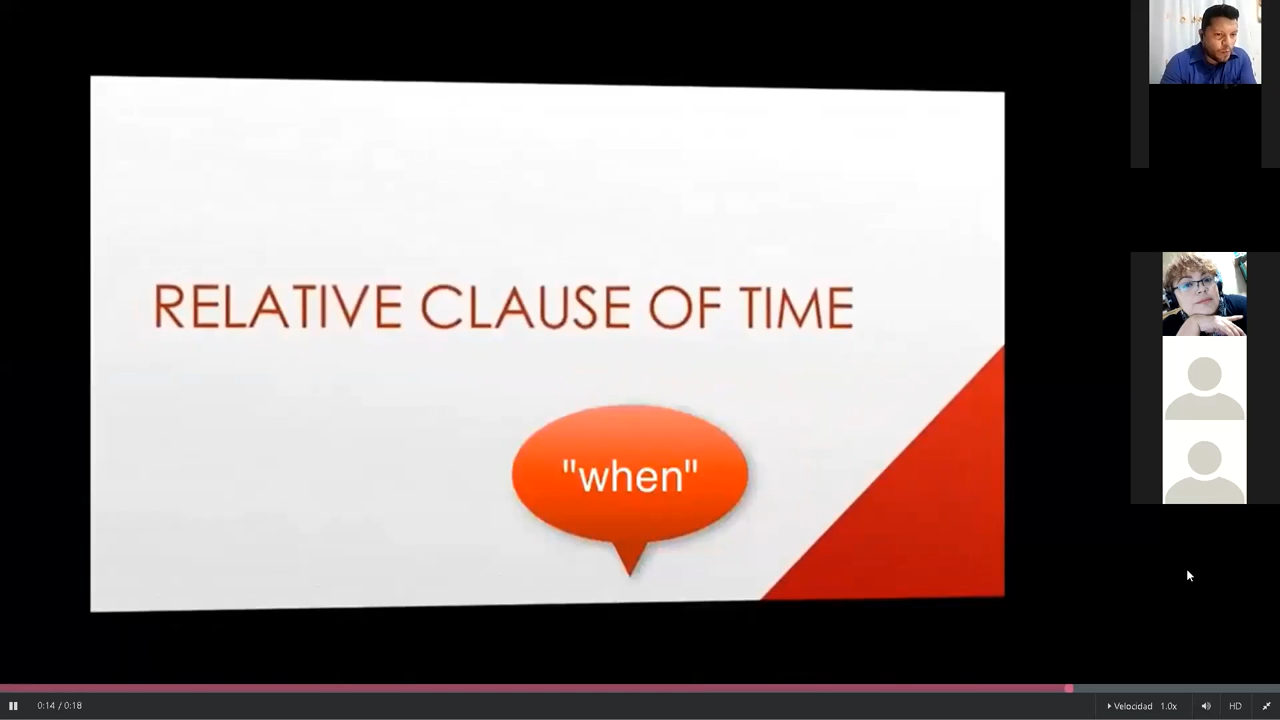 RELATIVE CLAUSE OF TIME
"when"
0:14 / 0:18
Velocidad 1.0x
HD